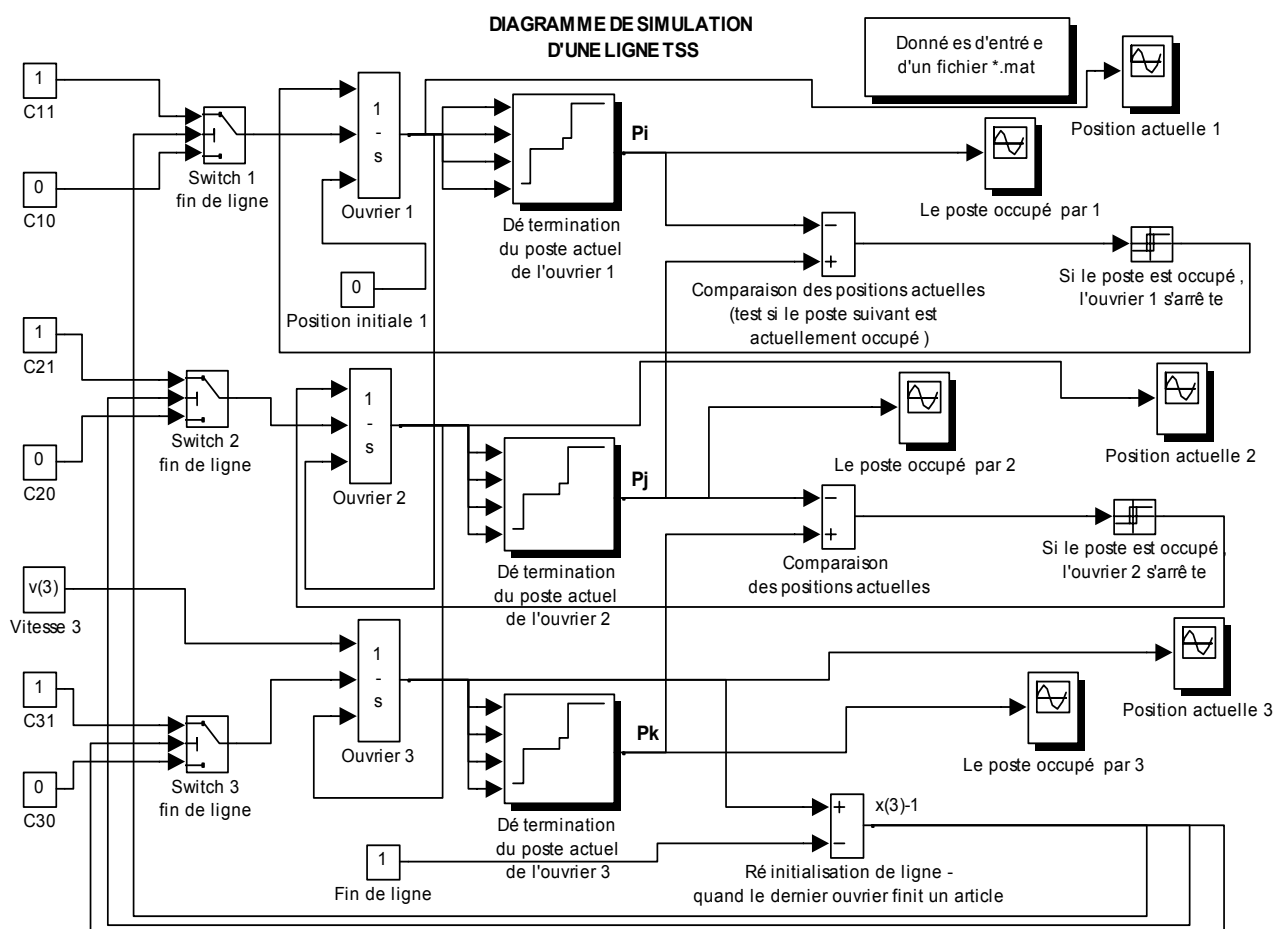 DIAGRAMME DE SIMULATION
D'UNE LIGNE TSS
Donné es d'entré e
d'un fichier *.mat
Position actuelle 1
1
C11
0
C10
Switch 1
fin de ligne
1
-
s
Ouvrier 1
0
Position initiale 1
Dé termination
du poste actuel
de l'ouvrier 1
Pi
Le poste occupé par 1
−
+
Comparaison des positions actuelles
(test si le poste suivant est
actuellement occupé )
Si le poste est occupé ,
l'ouvrier 1 s'arrê te
1
C21
0
C20
Switch 2
fin de ligne
1
-
s
Ouvrier 2
Dé termination
du poste actuel
de l'ouvrier 2
Pj
Le poste occupé par 2
Position actuelle 2
−
+
Comparaison
des positions actuelles
Si le poste est occupé ,
l'ouvrier 2 s'arrê te
v(3)
Vitesse 3
1
C31
0
C30
Switch 3
fin de ligne
1
-
s
Ouvrier 3
Dé termination
du poste actuel
de l'ouvrier 3
Pk
Le poste occupé par 3
Position actuelle 3
1
Fin de ligne
+
−
x(3)-1
Ré initialisation de ligne -
quand le dernier ouvrier finit un article